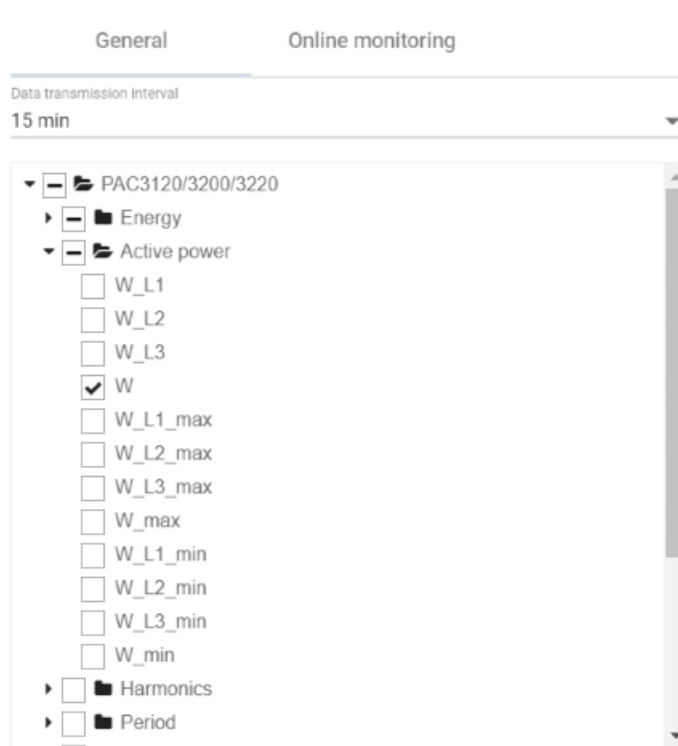 General Online monitoring
Data transmission interval
15 min
PAC3120/3200/3220
Energy
Active power
W_L1
W_L2
W_L3
W
W_L1_max
W_L2_max
W_L3_max
W_max
W_L1_min
W_L2_min
W_L3_min
W_min
Harmonics
Period